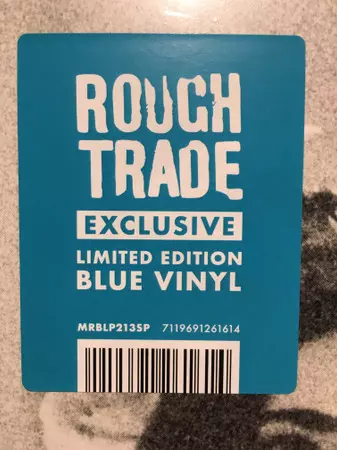 ROUGH
TRADE
EXCLUSIVE
LIMITED EDITION
BLUE VINYL
MRBLP213SP 7119691261614